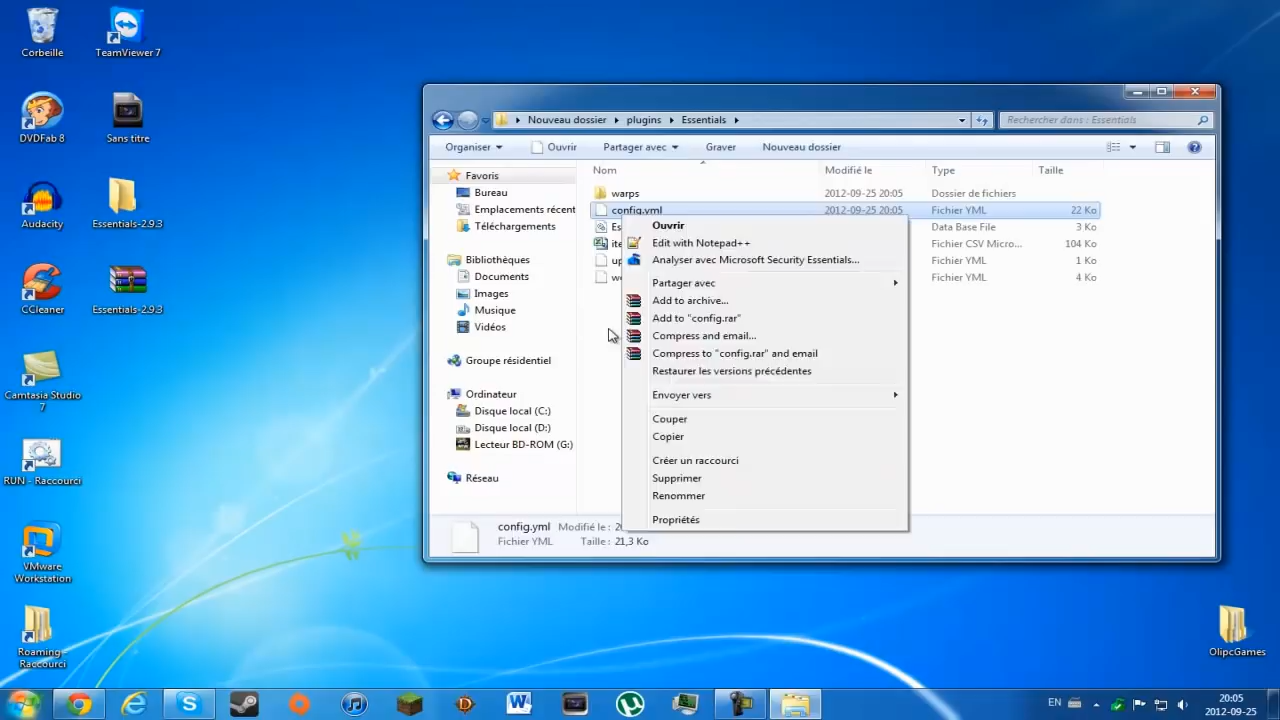 Corbeille
TeamViewer 7
DVDFab 8
Sans titre
Audacity
Essentials-2.9.3
CCleaner
Essentials-2.9.3
Camtasia Studio
7
RUN - Raccourci
VMware
Workstation
Roaming -
Raccourci
OlipcGames
Nouveau dossier
plugins
Essentials
Rechercher dans : Essentials
Organiser
Ouvrir
Partager avec
Graver
Nouveau dossier
Favoris
Bureau
Emplacements récent
Téléchargements
Bibliothèques
Documents
Images
Musique
Vidéos
Groupe résidentiel
Ordinateur
Disque local (C:)
Disque local (D:)
Lecteur BD-ROM (G:)
Réseau
Nom Modifié le Type Taille
warps 2012-09-25 20:05 Dossier de fichiers
config.yml 2012-09-25 20:05 Fichier YML 22 Ko
Es Data Base File 3 Ko
ite Fichier CSV Micro... 104 Ko
up Fichier YML 1 Ko
Fichier YML 4 Ko
Ouvrir
Edit with Notepad++
Analyser avec Microsoft Security Essentials...
Partager avec
Add to archive...
Add to "config.rar"
Compress and email...
Compress to "config.rar" and email
Restaurer les versions précédentes
Envoyer vers
Couper
Copier
Créer un raccourci
Supprimer
Renommer
Propriétés
config.yml Modifié le : 20
Fichier YML Taille : 21,3 Ko
EN
20:05
2012-09-25